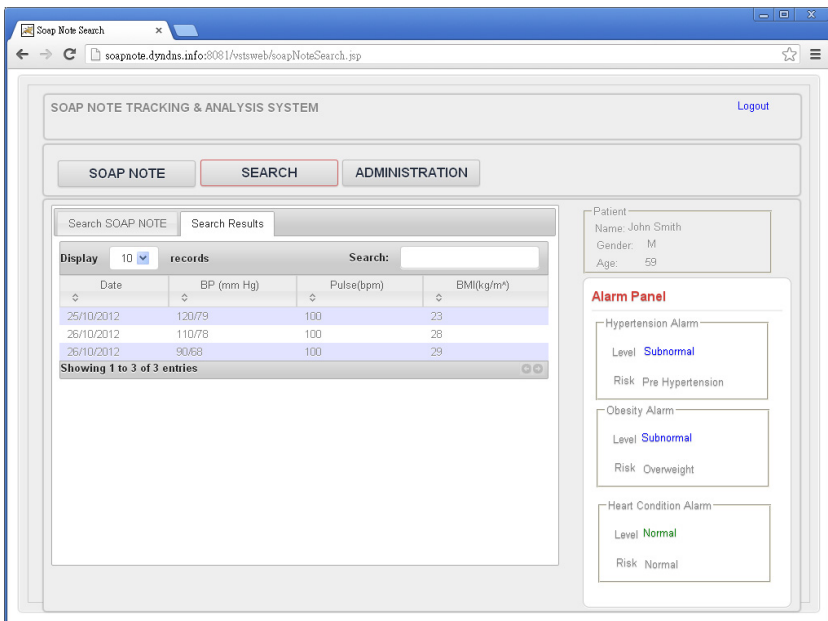 Soap Note Search
soapnote.dyndns.info:8081/vstsweb/soapNoteSearch.jsp
SOAP NOTE TRACKING & ANALYSIS SYSTEM
Logout
SOAP NOTE SEARCH ADMINISTRATION
Search SOAP NOTE Search Results
Display 10 records Search:
Date BP (mm Hg) Pulse(bpm) BMI(kg/m²)
25/10/2012 120/79 100 23
26/10/2012 110/78 100 28
26/10/2012 90/68 100 29
Showing 1 to 3 of 3 entries
Patient
Name: John Smith
Gender: M
Age: 59
Alarm Panel
Hypertension Alarm
Level Subnormal
Risk Pre Hypertension
Obesity Alarm
Level Subnormal
Risk Overweight
Heart Condition Alarm
Level Normal
Risk Normal